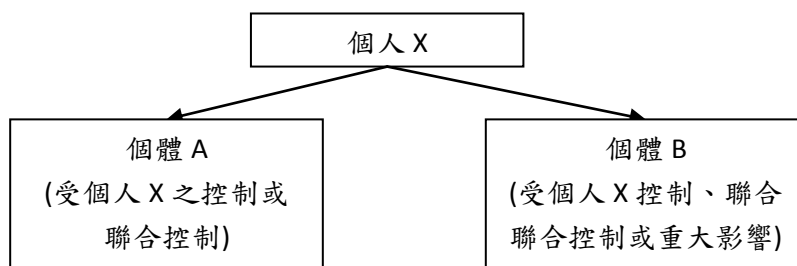 個人 X
個體 A
(受個人 X 之控制或
聯合控制)
個體 B
(受個人 X 控制、聯合
聯合控制或重大影響)